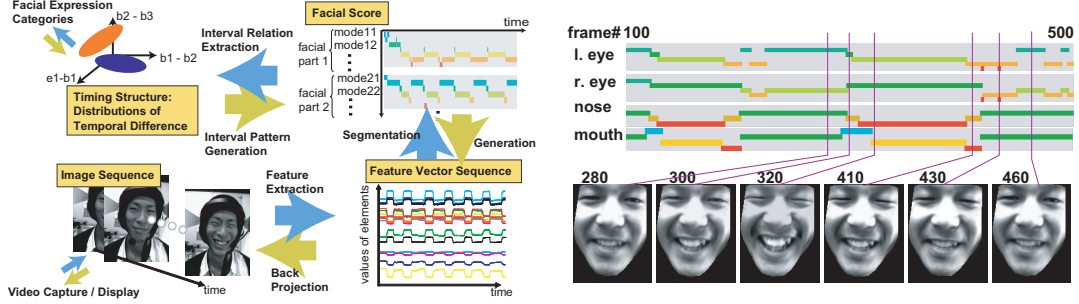 Facial Expression
Categories
b2 - b3
b1 - b2
e1-b1
Timing Structure:
Distributions of
Temporal Difference
Interval Relation
Extraction
Interval Pattern
Generation
Facial Score
time
mode11
mode12
facial
part 1
mode21
mode22
facial
part 2
Segmentation
Generation
Image Sequence
time
Video Capture / Display
Feature
Extraction
Back
Projection
Feature Vector Sequence
values of elements
time
frame# 100
500
l. eye
r. eye
nose
mouth
280 300 320 410 430 460